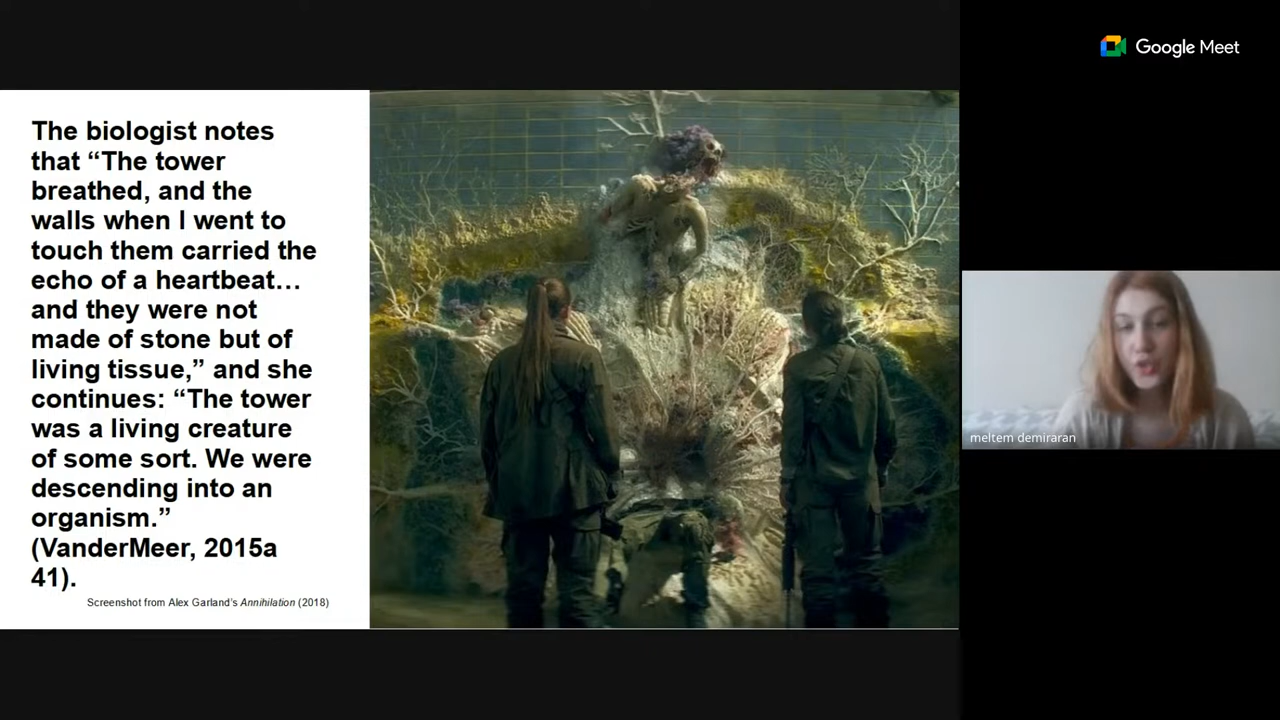 The biologist notes
that “The tower
breathed, and the
walls when I went to
touch them carried the
echo of a heartbeat…
and they were not
made of stone but of
living tissue,” and she
continues: “The tower
was a living creature
of some sort. We were
descending into an
organism.”
(VanderMeer, 2015a
41).
Screenshot from Alex Garland’s Annihilation (2018)
Google Meet
meltem demiraran